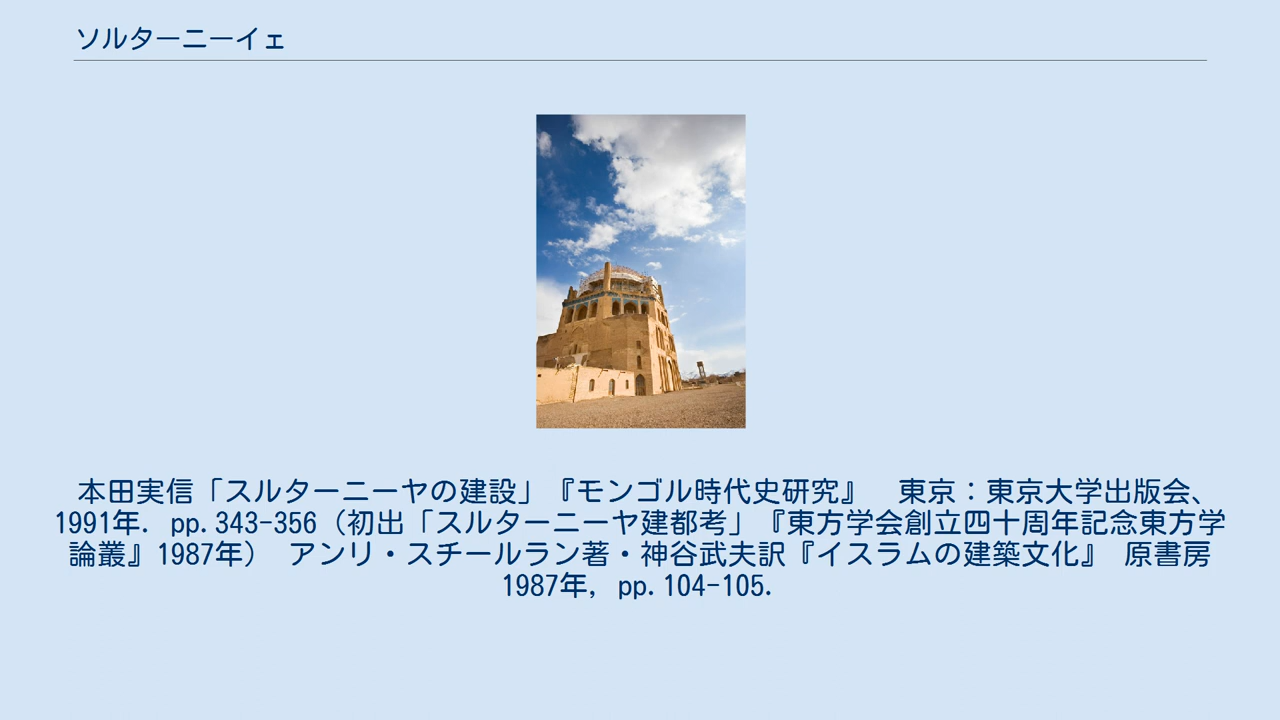 ソルターニーイェ
本田実信「スルターニーヤの建設」『モンゴル時代史研究』　東京：東京大学出版会、
1991年. pp.343-356（初出「スルターニーヤ建都考」『東方学会創立四十周年記念東方学
論叢』1987年） アンリ・スチールラン著・神谷武夫訳『イスラムの建築文化』 原書房
1987年, pp.104-105.